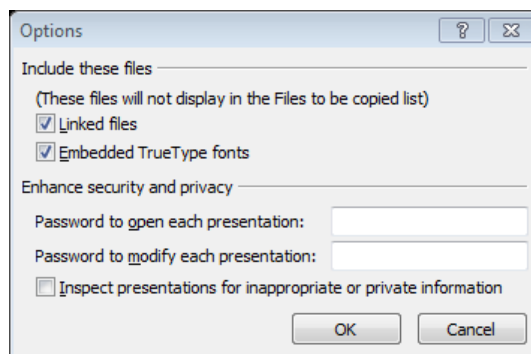 Options
Include these files
(These files will not display in the Files to be copied list)
Linked files
Embedded TrueType fonts
Enhance security and privacy
Password to open each presentation:
Password to modify each presentation:
Inspect presentations for inappropriate or private information
OK Cancel